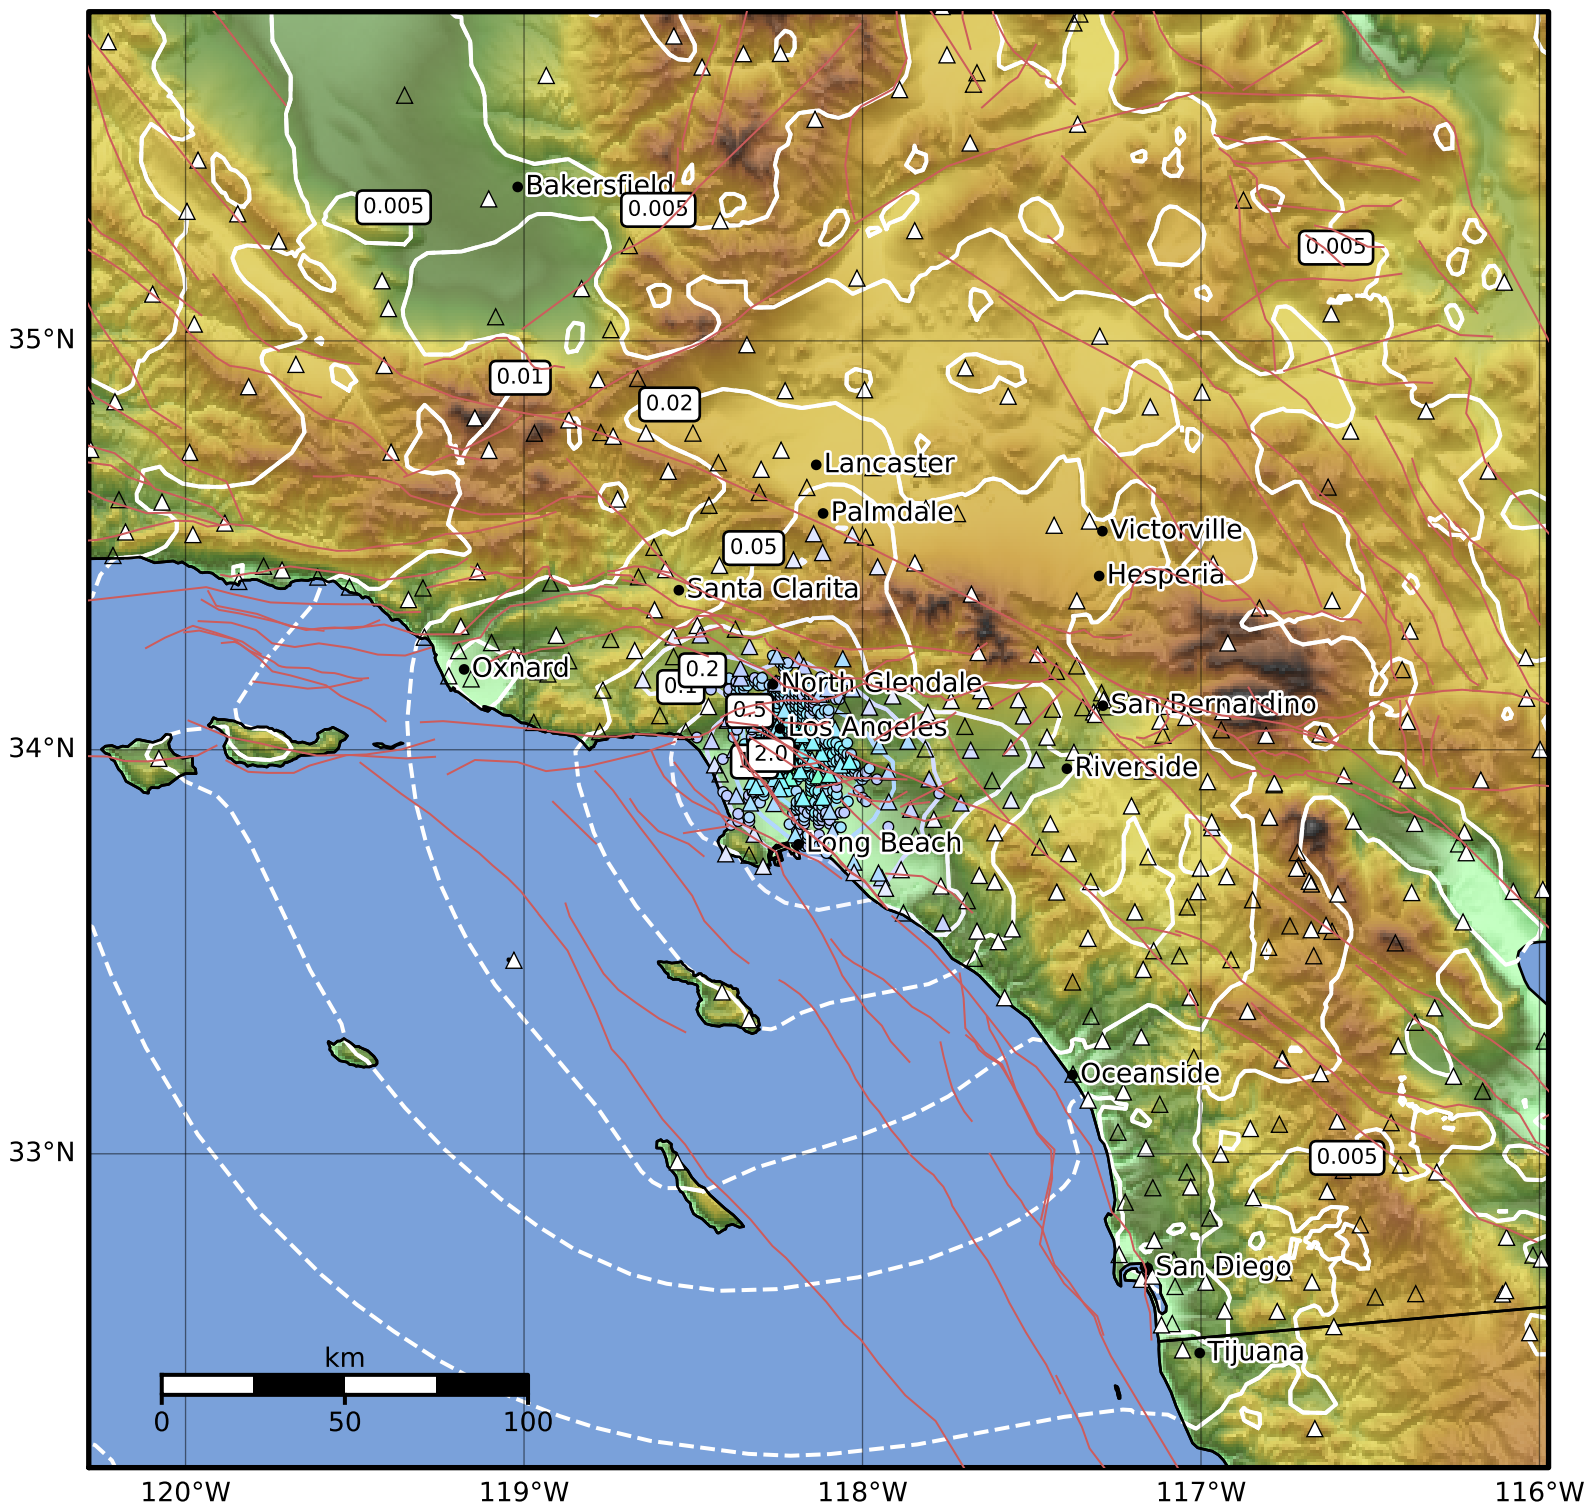 Bakersfield
0.005
0.005
0.005
35°N
0.01
0.02
Lancaster
Palmdale
Victorville
0.05
Hesperia
Santa Clarita
Oxnard
0.2
0.1
North Glendale
San Bernardino
0.5
Los Angeles
34°N
2.0
Riverside
Long Beach
Oceanside
33°N
0.005
San Diego
Tijuana
km
0 50 100
120°W 119°W 118°W 117°W 116°W